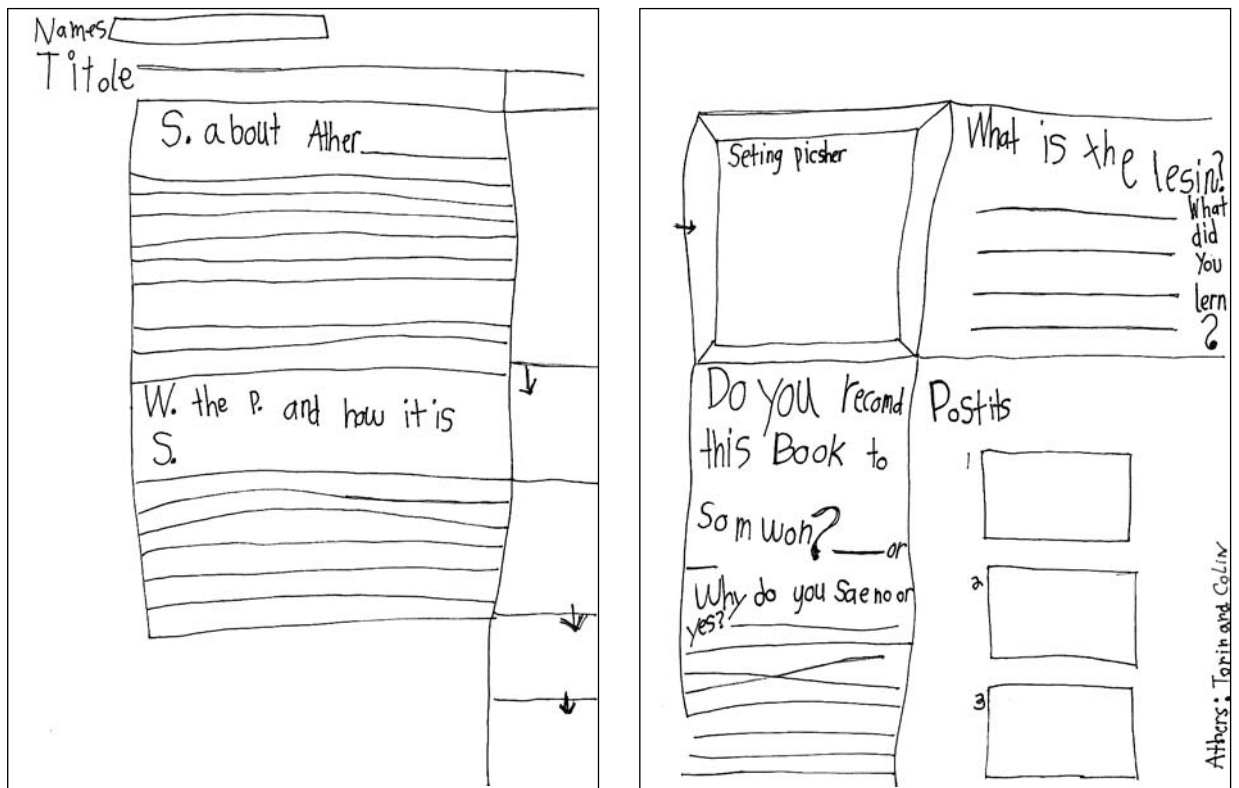 Names
Titole
S. about Ather
W. the P. and how it is
S.
Seting picsher
What is the lesin?
What
did
you
lern
?
Do you recomd
this Book to
Som won? or
Why do you Sae no or
yes?
Postits
1
2
3
Athers: Torin and Colin